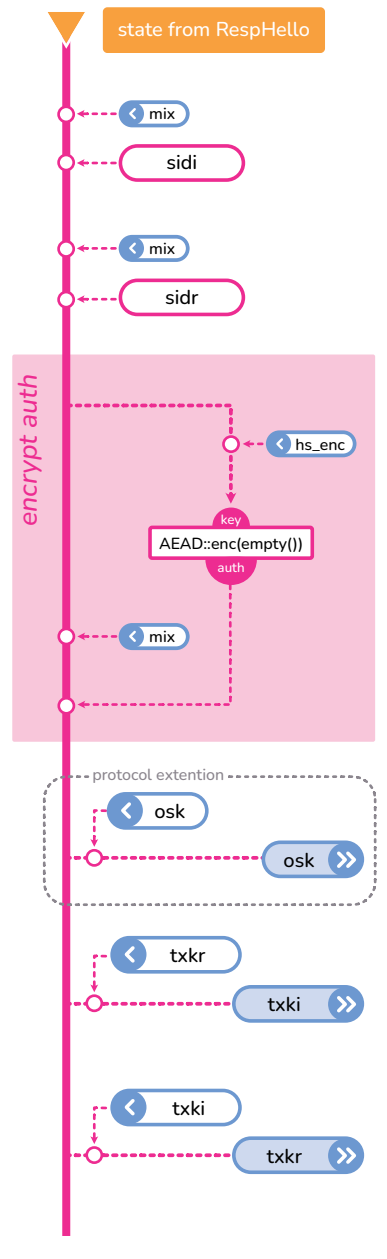 state from RespHello
mix
sidi
mix
sidr
encrypt auth
hs_enc
key
AEAD::enc(empty())
auth
mix
protocol extention
osk
osk
txkr
txki
txki
txkr